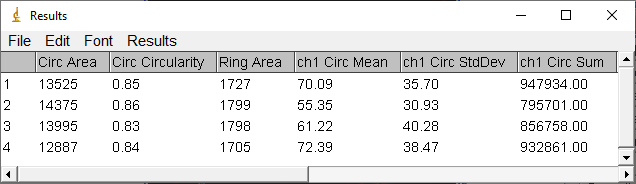 Results
File Edit Font Results
Circ Area Circ Circularity Ring Area ch1 Circ Mean ch1 Circ StdDev ch1 Circ Sum
1 13525 0.85 1727 70.09 35.70 947934.00
2 14375 0.86 1799 55.35 30.93 795701.00
3 13995 0.83 1798 61.22 40.28 856758.00
4 12887 0.84 1705 72.39 38.47 932861.00